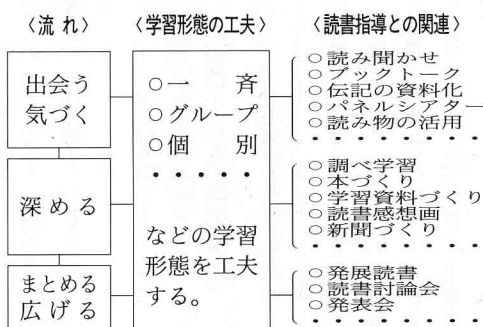 〈流 れ〉
〈学習形態の工夫〉
〈読書指導との関連〉
出会う
気づく
深める
まとめる
広げる
○一　斉
○グループ
○個　別
・・・・・
などの学習
形態を工夫
する。
○読み聞かせ
○ブックトーク
○伝記の資料化
○パネルシアター
○読み物の活用
・・・・・・・・
○調べ学習
○本づくり
○学習資料づくり
○読書感想画
○新聞づくり
・・・・・・・・
○発展読書
○読書討論会
○発表会
・・・・・・・・